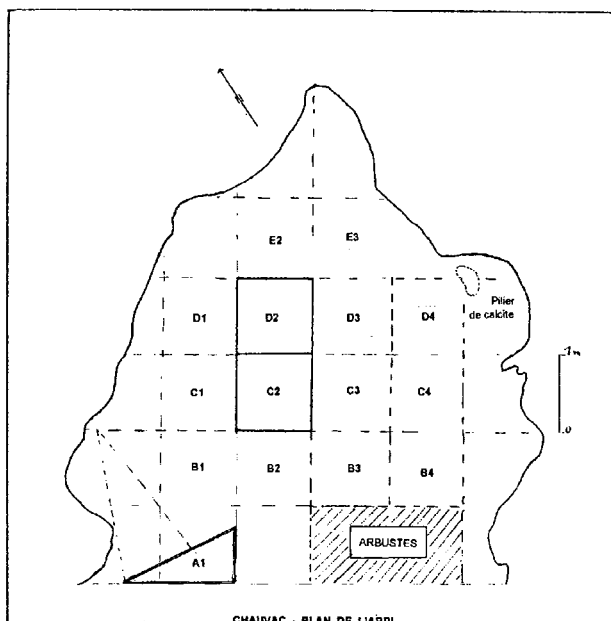 N
E2 E3
Pilier
de calcite
D1 D2 D3 D4
1m
C1 C2 C3 C4
0
B1 B2 B3 B4
ARBUSTES
A1
CHAUVAC - PLAN DE L'ABRI